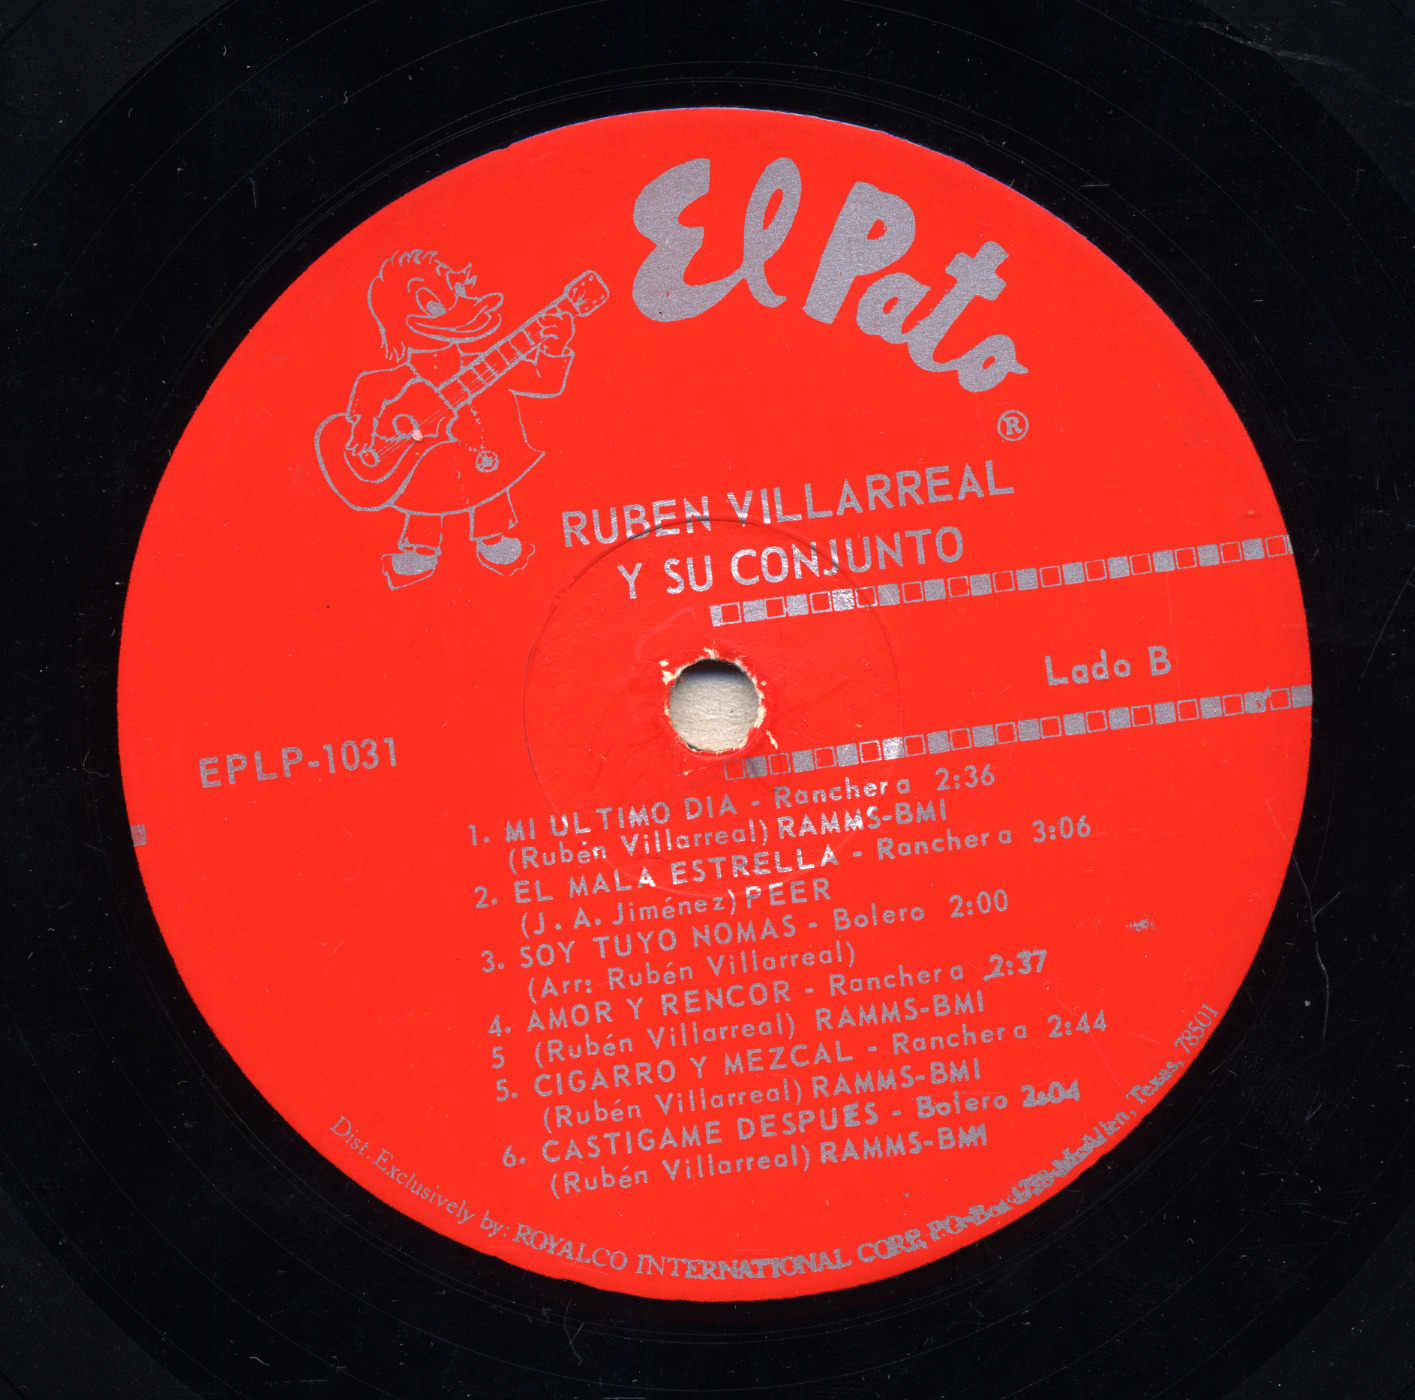 El Pato
®
RUBEN VILLARREAL
Y SU CONJUNTO
Lado B
EPLP-1031
1. MI ULTIMO DIA - Ranchera 2:36
(Rubén Villarreal) RAMMS-BMI
2. EL MALA ESTRELLA - Ranchera 3:06
(J. A. Jiménez) PEER
3. SOY TUYO NOMAS - Bolero 2:00
(Arr: Rubén Villarreal)
4. AMOR Y RENCOR - Ranchera 2:37
5 (Rubén Villarreal) RAMMS-BMI
5. CIGARRO Y MEZCAL - Ranchera 2:44
(Rubén Villarreal) RAMMS-BMI
6. CASTIGAME DESPUES - Bolero 2:04
(Rubén Villarreal) RAMMS-BMI
Dist. Exclusively by: ROYALCO INTERNATIONAL CORP. P.O. Box McAllen, Texas, 78501